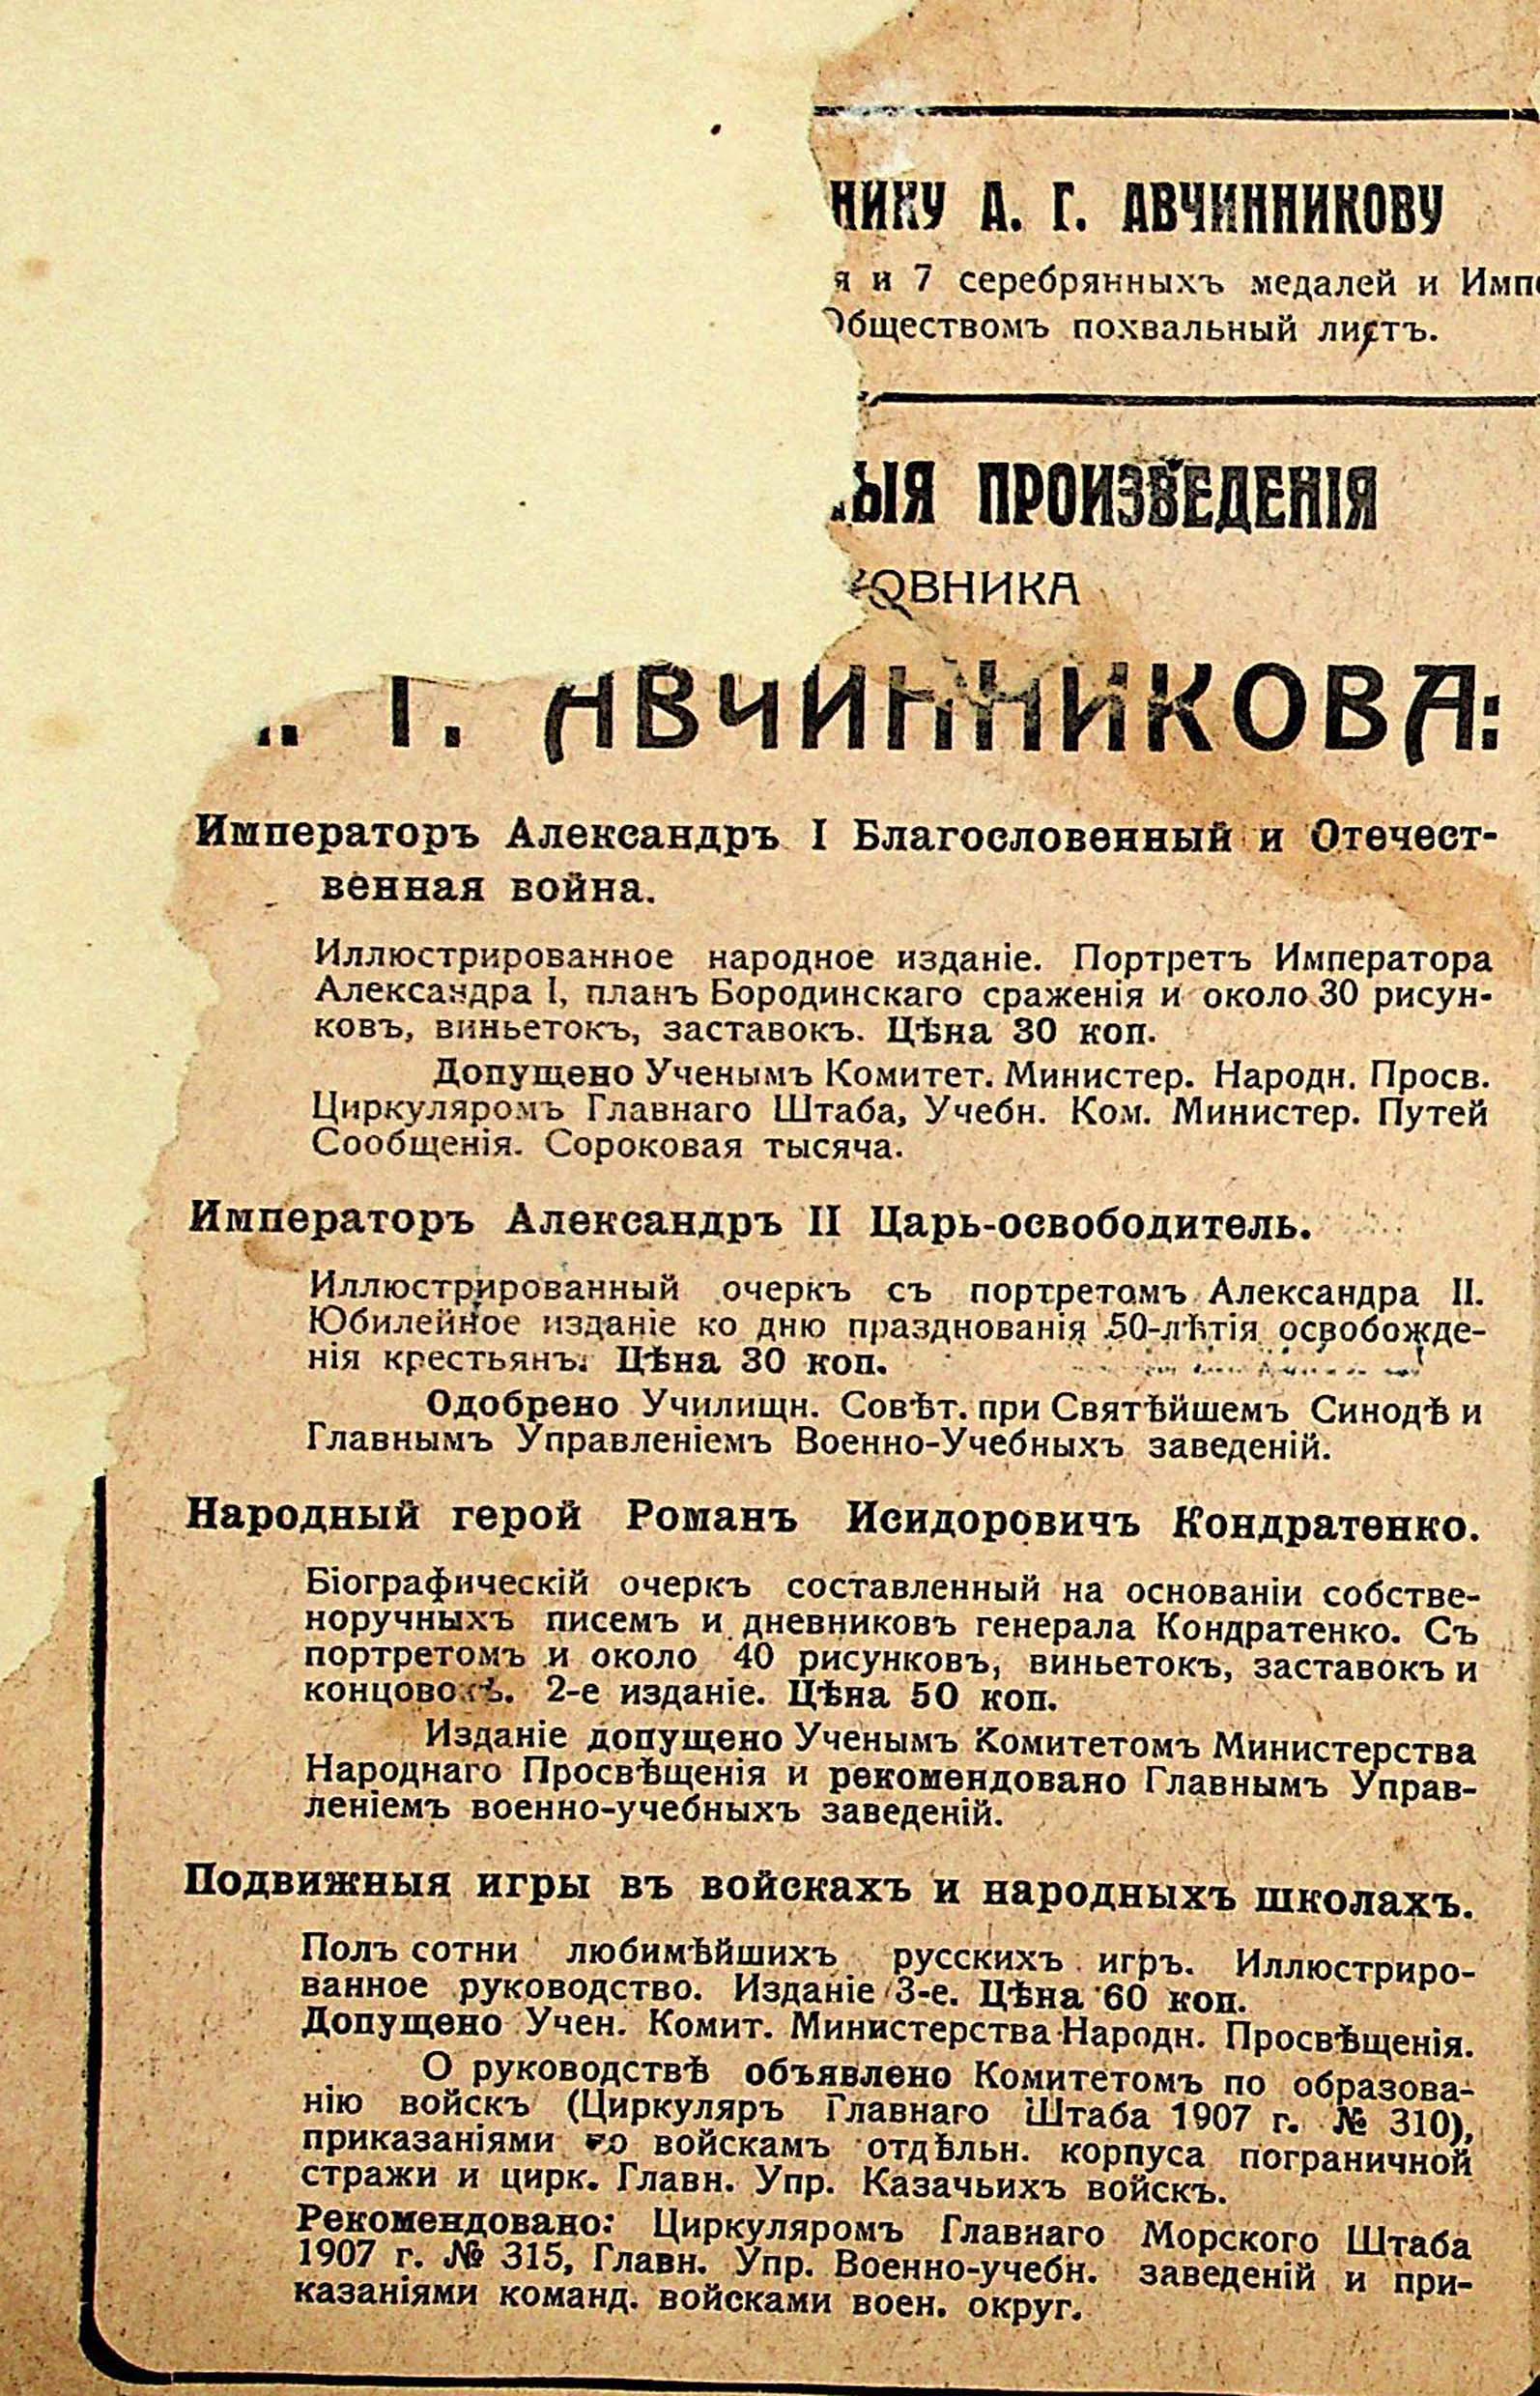 НИКУ А. Г. АВЧИННИКОВУ
я и 7 серебрянныхъ медалей и Импе
Обществомъ похвальный листъ.
ЫЯ ПРОИЗВЕДЕНІЯ
ОВНИКА
Г. АВЧИННИКОВА:
Императоръ Александръ I Благословенный и Отечест-
венная война.
Иллюстрированное народное изданіе. Портретъ Императора
Александра I, планъ Бородинскаго сраженія и около 30 рисун-
ковъ, виньетокъ, заставокъ. Цѣна 30 коп.
Допущено Ученымъ Комитет. Министер. Народн. Просв.
Циркуляромъ Главнаго Штаба, Учебн. Ком. Министер. Путей
Сообщенія. Сороковая тысяча.
Императоръ Александръ II Царь-освободитель.
Иллюстрированный очеркъ съ портретомъ Александра II.
Юбилейное изданіе ко дню празднованія 50-лѣтія освобожде-
нія крестьянъ. Цѣна 30 коп.
Одобрено Училищн. Совѣт. при Святѣйшемъ Синодѣ и
Главнымъ Управленіемъ Военно-Учебныхъ заведеній.
Народный герой Романъ Исидоровичъ Кондратенко.
Біографическій очеркъ составленный на основаніи собстве-
норучныхъ писемъ и дневниковъ генерала Кондратенко. Съ
портретомъ и около 40 рисунковъ, виньетокъ, заставокъ и
концовокъ. 2-е изданіе. Цѣна 50 коп.
Изданіе допущено Ученымъ Комитетомъ Министерства
Народнаго Просвѣщенія и рекомендовано Главнымъ Управ-
леніемъ военно-учебныхъ заведеній.
Подвижныя игры въ войскахъ и народныхъ школахъ.
Полъ сотни любимѣйшихъ русскихъ игръ. Иллюстриро-
ванное руководство. Изданіе 3-е. Цѣна 60 коп.
Допущено Учен. Комит. Министерства Народн. Просвѣщенія.
О руководствѣ объявлено Комитетомъ по образова-
нію войскъ (Циркуляръ Главнаго Штаба 1907 г. № 310),
приказаніями по войскамъ отдѣльн. корпуса пограничной
стражи и цирк. Главн. Упр. Казачьихъ войскъ.
Рекомендовано: Циркуляромъ Главнаго Морского Штаба
1907 г. № 315, Главн. Упр. Военно-учебн. заведеній и при-
казаніями команд. войсками воен. округ.